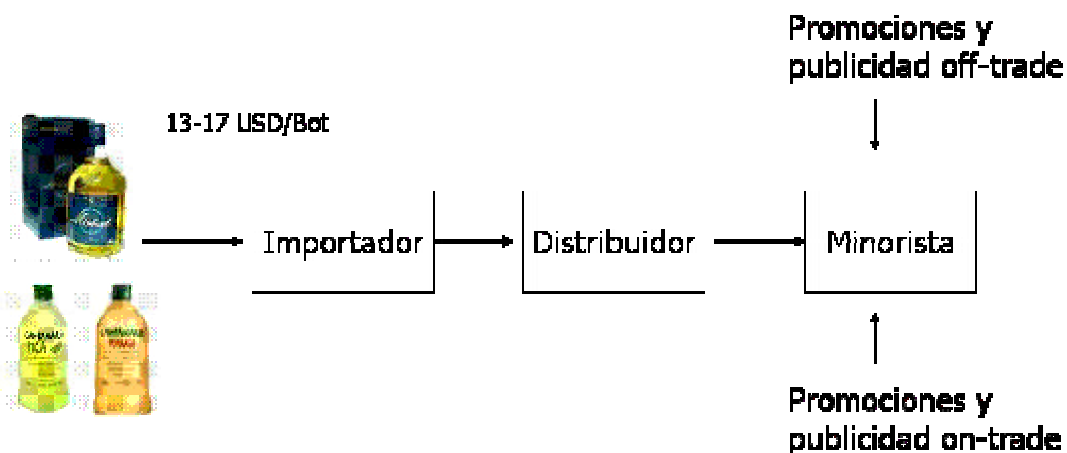 Promociones y
publicidad off-trade
13-17 USD/Bot
Importador
Distribuidor
Minorista
Promociones y
publicidad on-trade